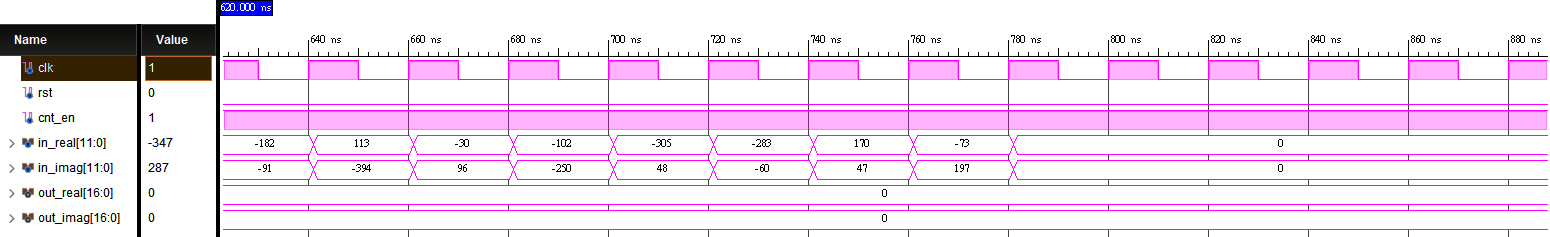 620.000 ns
Name Value 640 ns 660 ns 680 ns 700 ns 720 ns 740 ns 760 ns 780 ns 800 ns 820 ns 840 ns 860 ns 880 ns
clk 1
rst 0
cnt_en 1
in_real[11:0] -347 -182 113 -30 -102 -305 -283 170 -73 0
in_imag[11:0] 287 -91 -394 96 -250 48 -60 47 197 0
out_real[16:0] 0 0
out_imag[16:0] 0 0